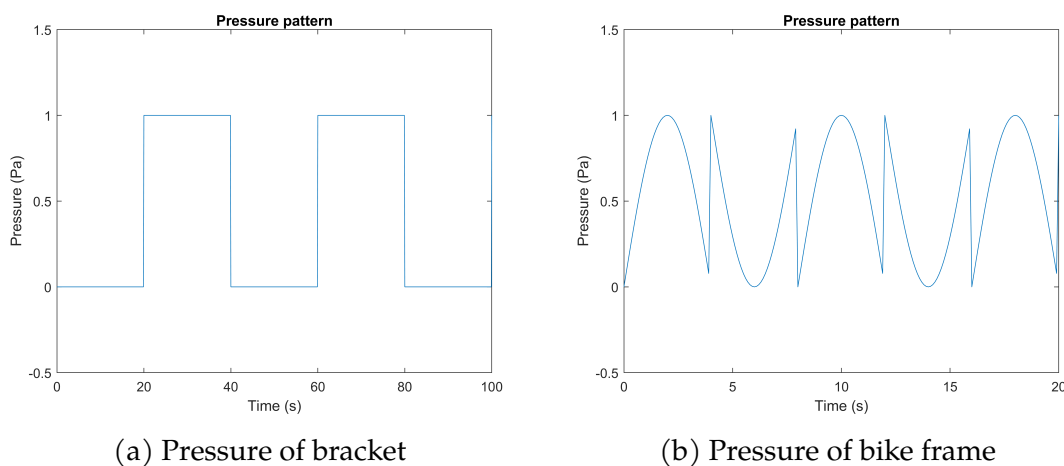 Pressure pattern
1.5
1
0.5
0
-0.5
Pressure (Pa)
0 20 40 60 80 100
Time (s)
(a) Pressure of bracket
Pressure pattern
1.5
1
0.5
0
-0.5
Pressure (Pa)
0 5 10 15 20
Time (s)
(b) Pressure of bike frame